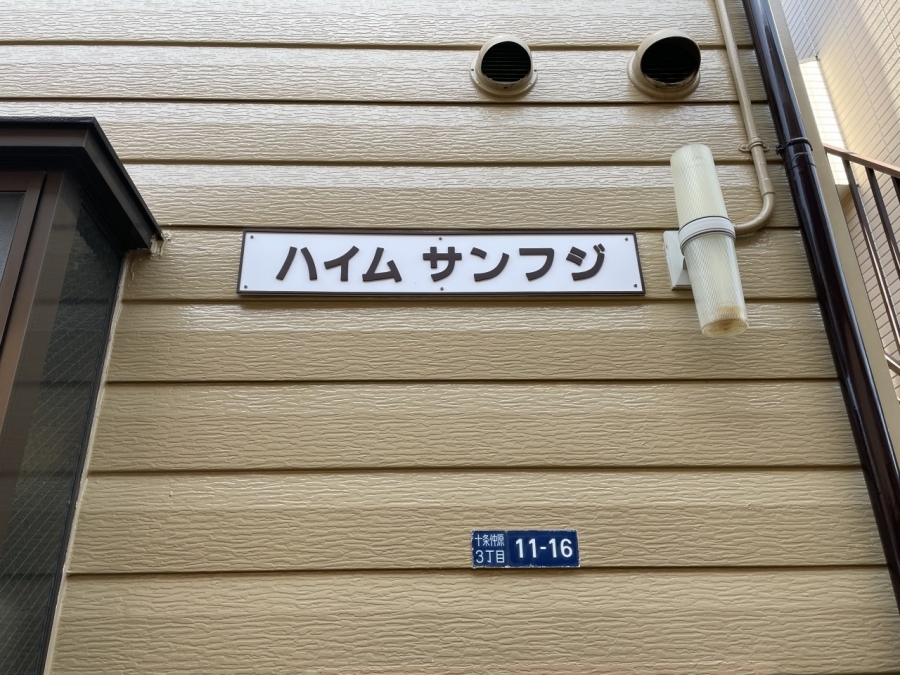 ハイム サンフジ
十条仲原
3丁目
11-16